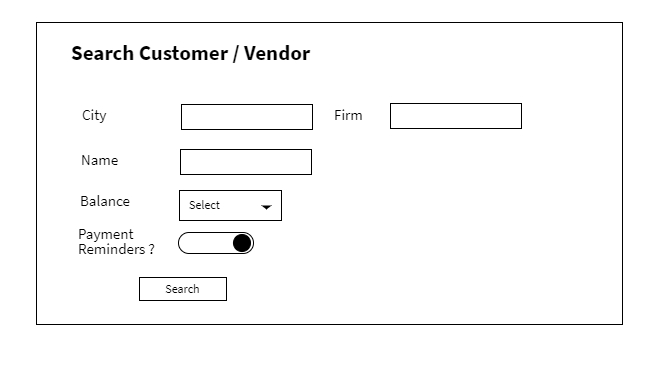 Search Customer / Vendor
City
Firm
Name
Balance
Select
Payment
Reminders ?
Search